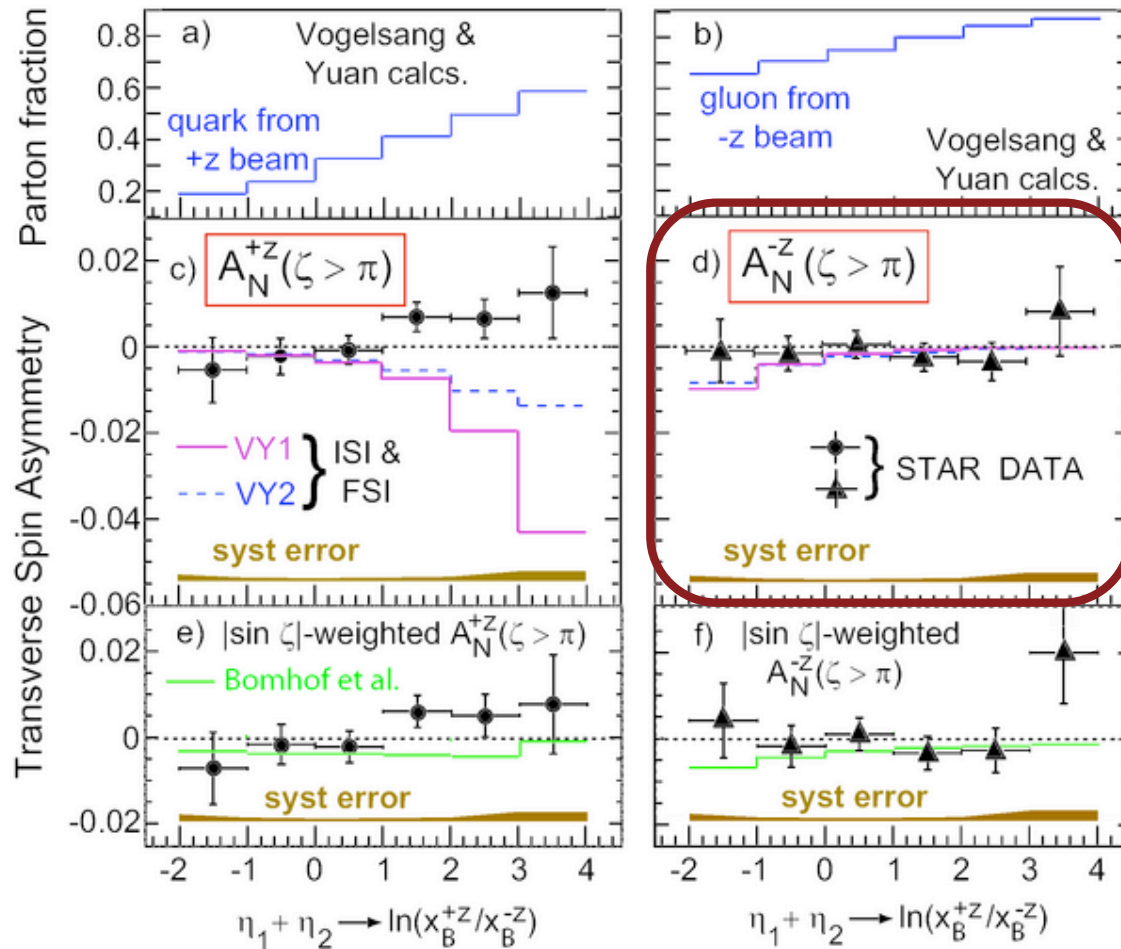 Parton fraction
0.8
0.6
0.4
0.2
a)
Vogelsang &
Yuan calcs.
quark from
+z beam
b)
gluon from
-z beam
Vogelsang &
Yuan calcs.
Transverse Spin Asymmetry
0.02
0
-0.02
-0.04
-0.06
c) A_N^{+z}(ζ > π)
VY1
VY2
} ISI &
FSI
syst error
d) A_N^{-z}(ζ > π)
} STAR DATA
syst error
0.02
0
-0.02
e) |sin ζ|-weighted A_N^{+z}(ζ > π)
Bomhof et al.
syst error
f) |sin ζ|-weighted
A_N^{-z}(ζ > π)
syst error
-2 -1 0 1 2 3 4
-2 -1 0 1 2 3 4
η₁ + η₂ → ln(x_B^{+z}/x_B^{-z})
η₁ + η₂ → ln(x_B^{+z}/x_B^{-z})